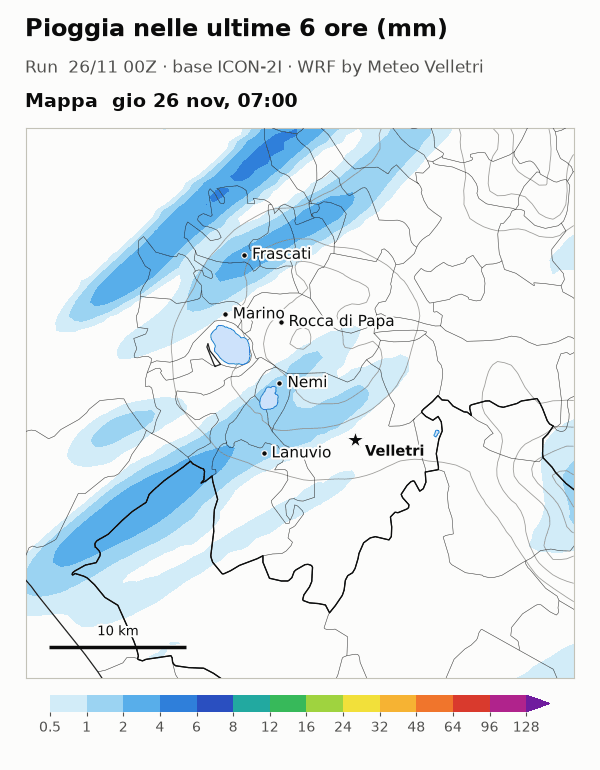 Pioggia nelle ultime 6 ore (mm)
Run  26/11 00Z · base ICON-2I · WRF by Meteo Velletri
Mappa  gio 26 nov, 07:00
Frascati
Marino
Rocca di Papa
Nemi
Velletri
Lanuvio
10 km
0.5 1 2 4 6 8 12 16 24 32 48 64 96 128